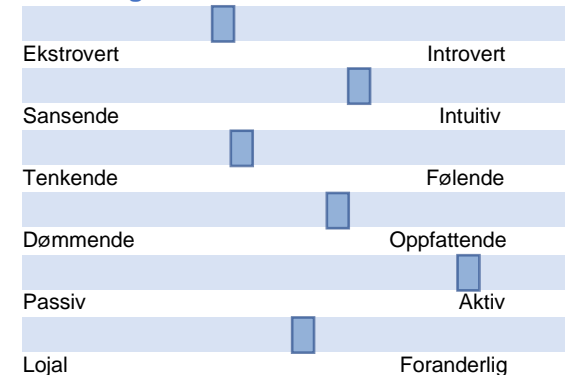 Ekstrovert Introvert
Sansende Intuitiv
Tenkende Følende
Dømmende Oppfattende
Passiv Aktiv
Lojal Foranderlig